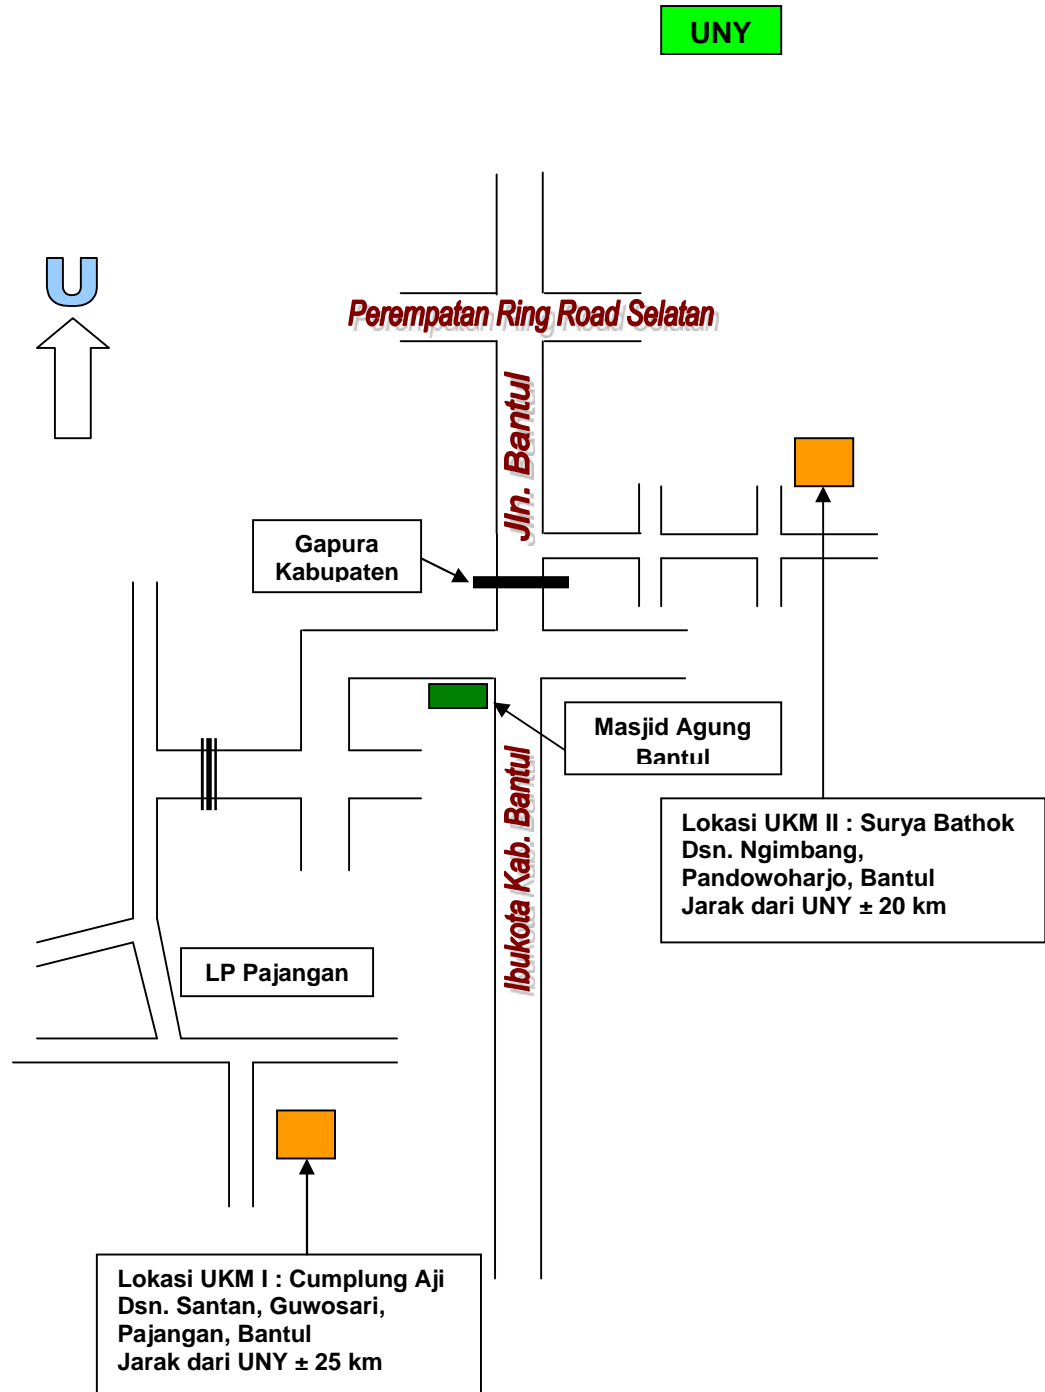 UNY
U
Perempatan Ring Road Selatan
Jln. Bantul
Gapura
Kabupaten
Masjid Agung
Bantul
Ibukota Kab. Bantul
Lokasi UKM II : Surya Bathok
Dsn. Ngimbang,
Pandowoharjo, Bantul
Jarak dari UNY ± 20 km
LP Pajangan
Lokasi UKM I : Cumplung Aji
Dsn. Santan, Guwosari,
Pajangan, Bantul
Jarak dari UNY ± 25 km